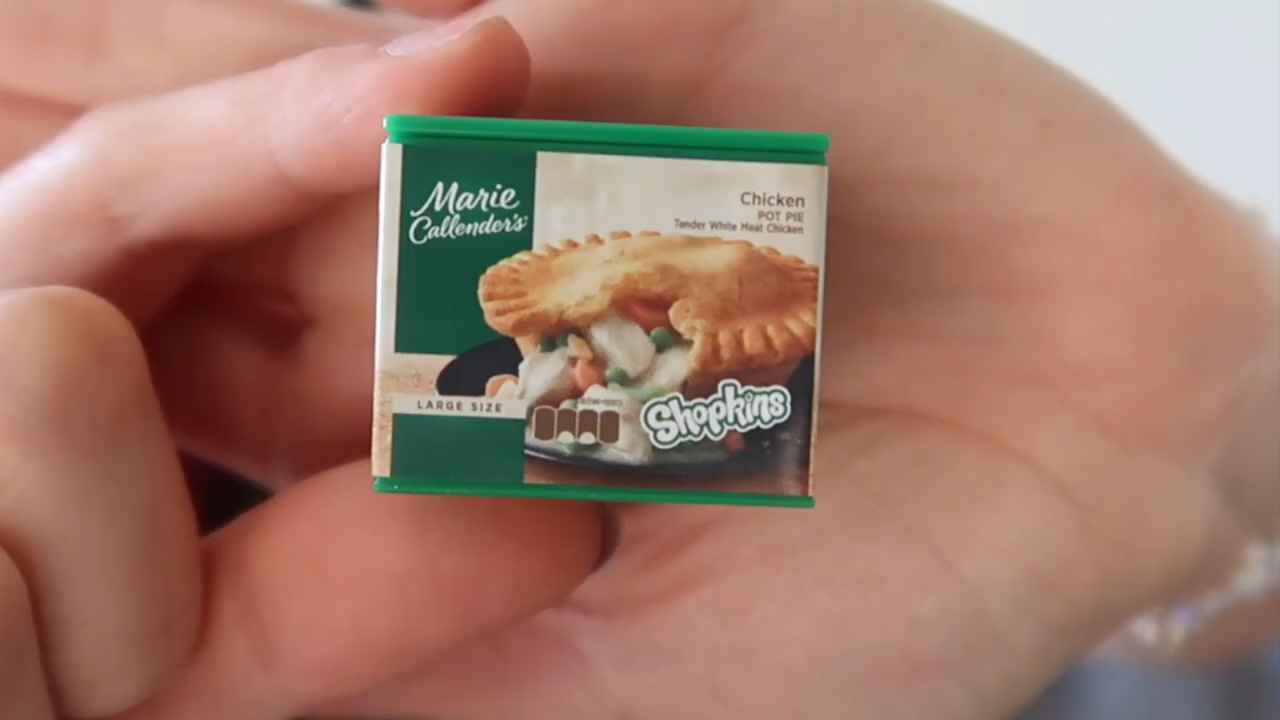 Marie
Callender's
Chicken
POT PIE
Tender White Meat Chicken
LARGE SIZE
Shopkins